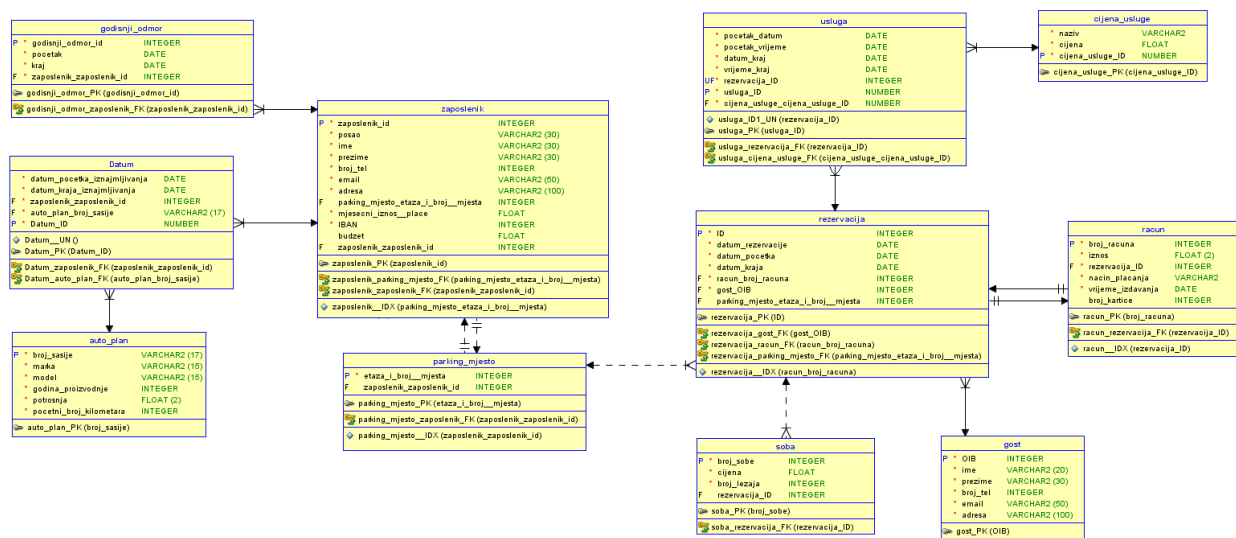 godisnji_odmor
P * godisnji_odmor_id INTEGER
* pocetak DATE
* kraj DATE
F * zaposlenik_zaposlenik_id INTEGER
godisnji_odmor_PK (godisnji_odmor_id)
godisnji_odmor_zaposlenik_FK (zaposlenik_zaposlenik_id)
Datum
* datum_pocetka_iznajmljivanja DATE
* datum_kraja_iznajmljivanja DATE
F * zaposlenik_zaposlenik_id INTEGER
F * auto_plan_broj_sasije VARCHAR2 (17)
P * Datum_ID NUMBER
Datum__UN ()
Datum_PK (Datum_ID)
Datum_zaposlenik_FK (zaposlenik_zaposlenik_id)
Datum_auto_plan_FK (auto_plan_broj_sasije)
auto_plan
P * broj_sasije VARCHAR2 (17)
* marka VARCHAR2 (15)
* model VARCHAR2 (15)
* godina_proizvodnje INTEGER
* potrosnja FLOAT (2)
* pocetni_broj_kilometara INTEGER
auto_plan_PK (broj_sasije)
zaposlenik
P * zaposlenik_id INTEGER
* posao VARCHAR2 (30)
* ime VARCHAR2 (30)
* prezime VARCHAR2 (30)
* broj_tel INTEGER
* email VARCHAR2 (50)
* adresa VARCHAR2 (100)
F parking_mjesto_etaza_i_broj__mjesta INTEGER
* mjesecni_iznos__place FLOAT
* IBAN INTEGER
budzet FLOAT
F zaposlenik_zaposlenik_id INTEGER
zaposlenik_PK (zaposlenik_id)
zaposlenik_parking_mjesto_FK (parking_mjesto_etaza_i_broj__mjesta)
zaposlenik_zaposlenik_FK (zaposlenik_zaposlenik_id)
zaposlenik__IDX (parking_mjesto_etaza_i_broj__mjesta)
parking_mjesto
P * etaza_i_broj__mjesta INTEGER
F zaposlenik_zaposlenik_id INTEGER
parking_mjesto_PK (etaza_i_broj__mjesta)
parking_mjesto_zaposlenik_FK (zaposlenik_zaposlenik_id)
parking_mjesto__IDX (zaposlenik_zaposlenik_id)
usluga
* pocetak_datum DATE
* pocetak_vrijeme DATE
* datum_kraj DATE
* vrijeme_kraj DATE
UF* rezervacija_ID INTEGER
P * usluga_ID NUMBER
F * cijena_usluge_cijena_usluge_ID NUMBER
usluga_ID1_UN (rezervacija_ID)
usluga_PK (usluga_ID)
usluga_rezervacija_FK (rezervacija_ID)
usluga_cijena_usluge_FK (cijena_usluge_cijena_usluge_ID)
cijena_usluge
* naziv VARCHAR2
* cijena FLOAT
P * cijena_usluge_ID NUMBER
cijena_usluge_PK (cijena_usluge_ID)
rezervacija
P * ID INTEGER
* datum_rezervacije DATE
* datum_pocetka DATE
* datum_kraja DATE
F * racun_broj_racuna INTEGER
F * gost_OIB INTEGER
F parking_mjesto_etaza_i_broj__mjesta INTEGER
rezervacija_PK (ID)
rezervacija_gost_FK (gost_OIB)
rezervacija_racun_FK (racun_broj_racuna)
rezervacija_parking_mjesto_FK (parking_mjesto_etaza_i_broj__mjesta)
rezervacija__IDX (racun_broj_racuna)
racun
P * broj_racuna INTEGER
* iznos FLOAT (2)
F * rezervacija_ID INTEGER
* nacin_placanja VARCHAR2
* vrijeme_izdavanja DATE
broj_kartice INTEGER
racun_PK (broj_racuna)
racun_rezervacija_FK (rezervacija_ID)
racun__IDX (rezervacija_ID)
soba
P * broj_sobe INTEGER
* cijena FLOAT
* broj_lezaja INTEGER
F rezervacija_ID INTEGER
soba_PK (broj_sobe)
soba_rezervacija_FK (rezervacija_ID)
gost
P * OIB INTEGER
* ime VARCHAR2 (20)
* prezime VARCHAR2 (30)
* broj_tel INTEGER
* email VARCHAR2 (50)
* adresa VARCHAR2 (100)
gost_PK (OIB)